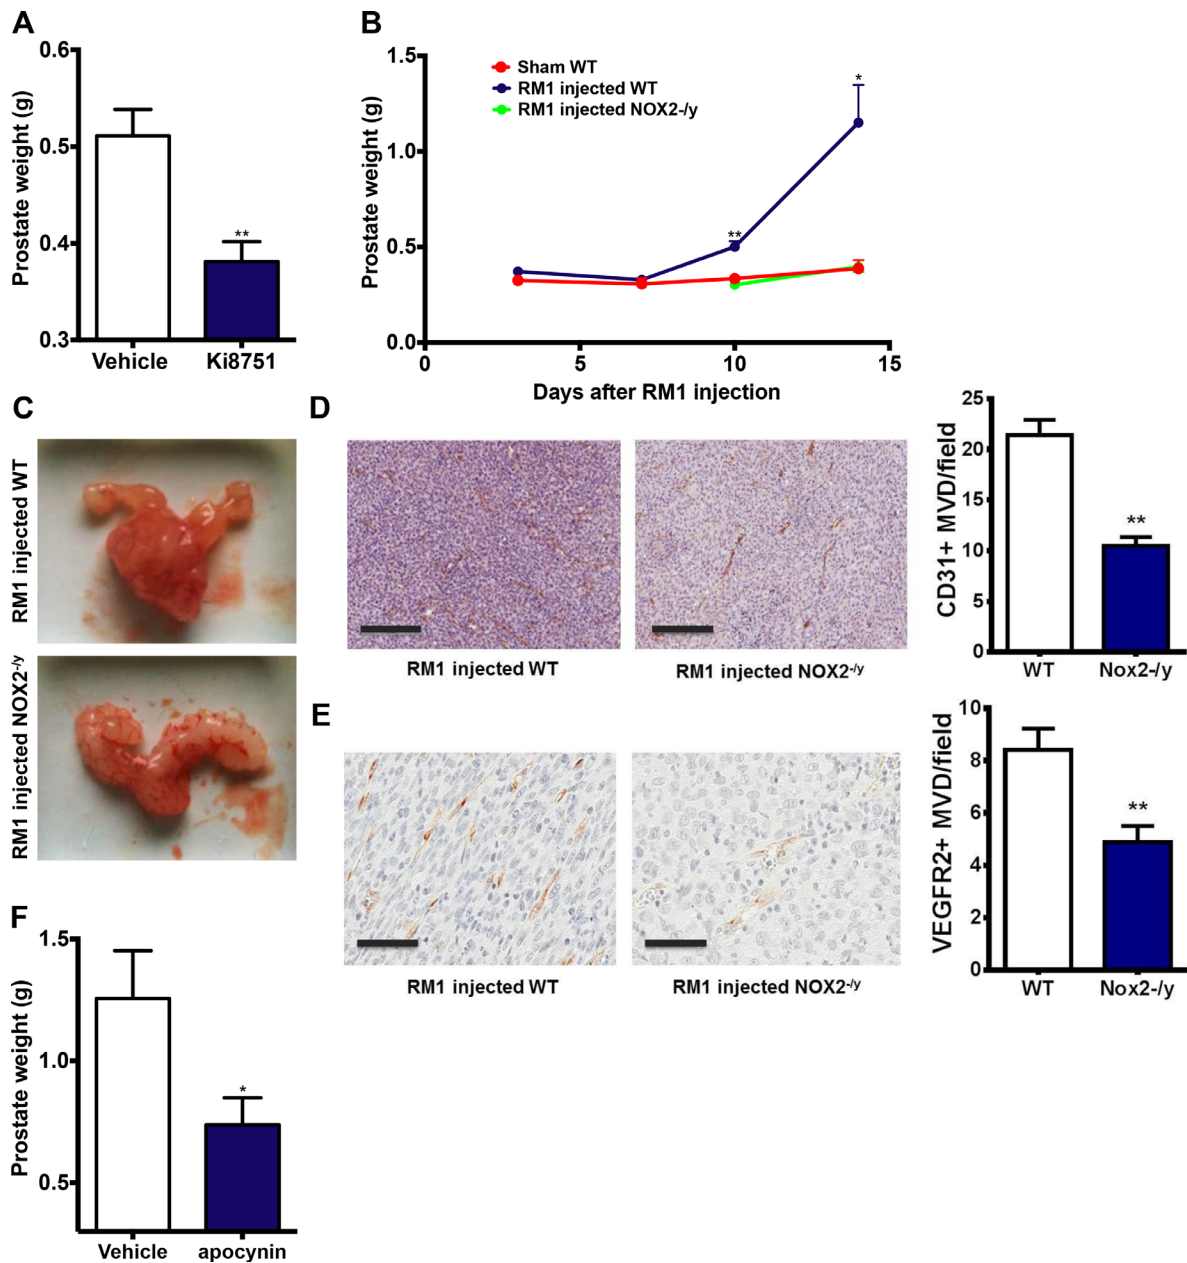 A
0.6
0.5
0.4
0.3
Prostate weight (g)
**
Vehicle
Ki8751
B
1.5
1.0
0.5
0.0
Prostate weight (g)
Sham WT
RM1 injected WT
RM1 injected NOX2-/y
**
*
0
5
10
15
Days after RM1 injection
C
RM1 injected WT
RM1 injected NOX2-/y
D
RM1 injected WT
RM1 injected NOX2-/y
25
20
15
10
5
0
CD31+ MVD/field
**
WT
Nox2-/y
E
RM1 injected WT
RM1 injected NOX2-/y
10
8
6
4
2
0
VEGFR2+ MVD/field
**
WT
Nox2-/y
F
1.5
1.0
0.5
Prostate weight (g)
*
Vehicle
apocynin